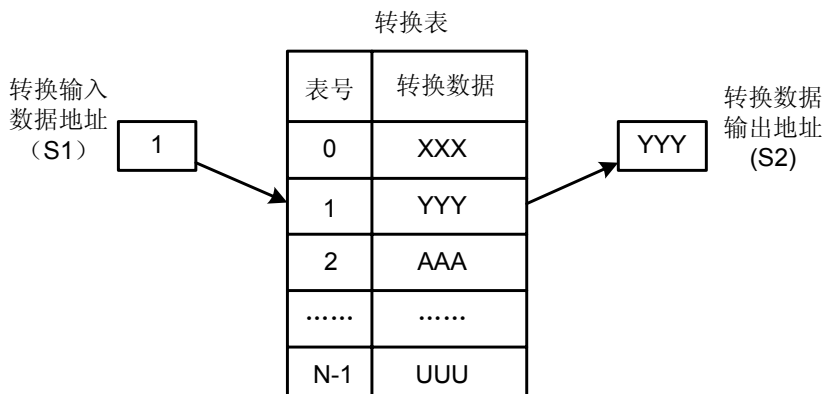 转换表
转换输入
数据地址
（S1）
1
表号 转换数据
0 XXX
1 YYY
2 AAA
…… ……
N-1 UUU
YYY
转换数据
输出地址
(S2)